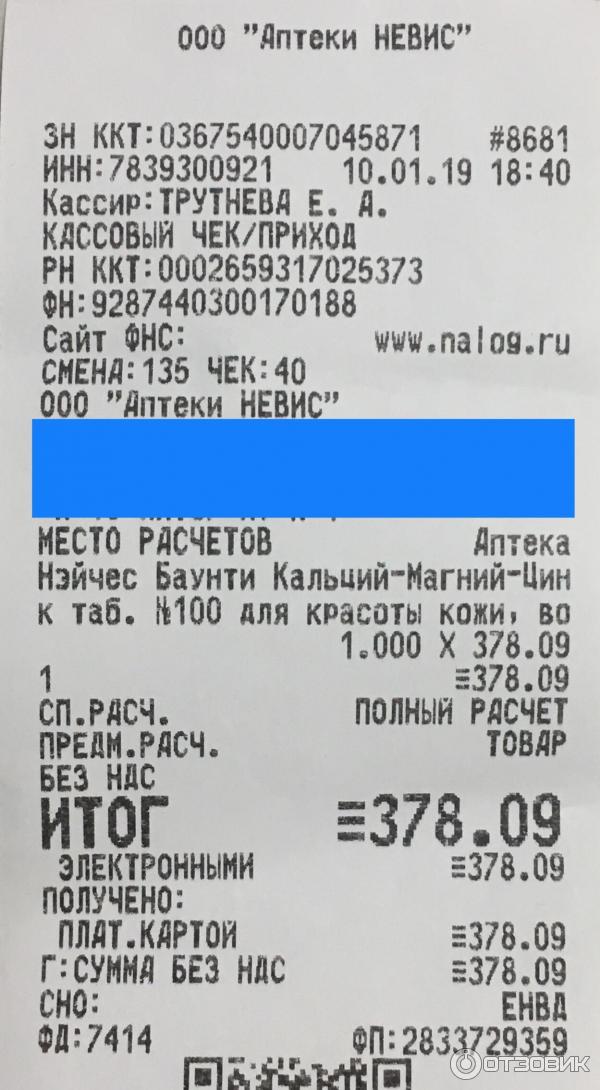 ООО "Аптеки НЕВИС"
ЗН ККТ:0367540007045871 #8681
ИНН:7839300921 10.01.19 18:40
Кассир:ТРУТНЕВА Е. А.
КАССОВЫЙ ЧЕК/ПРИХОД
РН ККТ:0002659317025373
ФН:9287440300170188
Сайт ФНС: www.nalog.ru
СМЕНА:135 ЧЕК:40
ООО "Аптеки НЕВИС"
МЕСТО РАСЧЕТОВ Аптека
Нэйчес Баунти Кальций-Магний-Цин
к таб. №100 для красоты кожи, во
1.000 X 378.09
1 ≡378.09
СП.РАСЧ. ПОЛНЫЙ РАСЧЕТ
ПРЕДМ.РАСЧ. ТОВАР
БЕЗ НДС
ИТОГ ≡378.09
ЭЛЕКТРОННЫМИ ≡378.09
ПОЛУЧЕНО:
ПЛАТ.КАРТОЙ ≡378.09
Г:СУММА БЕЗ НДС ≡378.09
СНО: ЕНВД
ФД:7414 ФП:2833729359
ОТЗОВИК